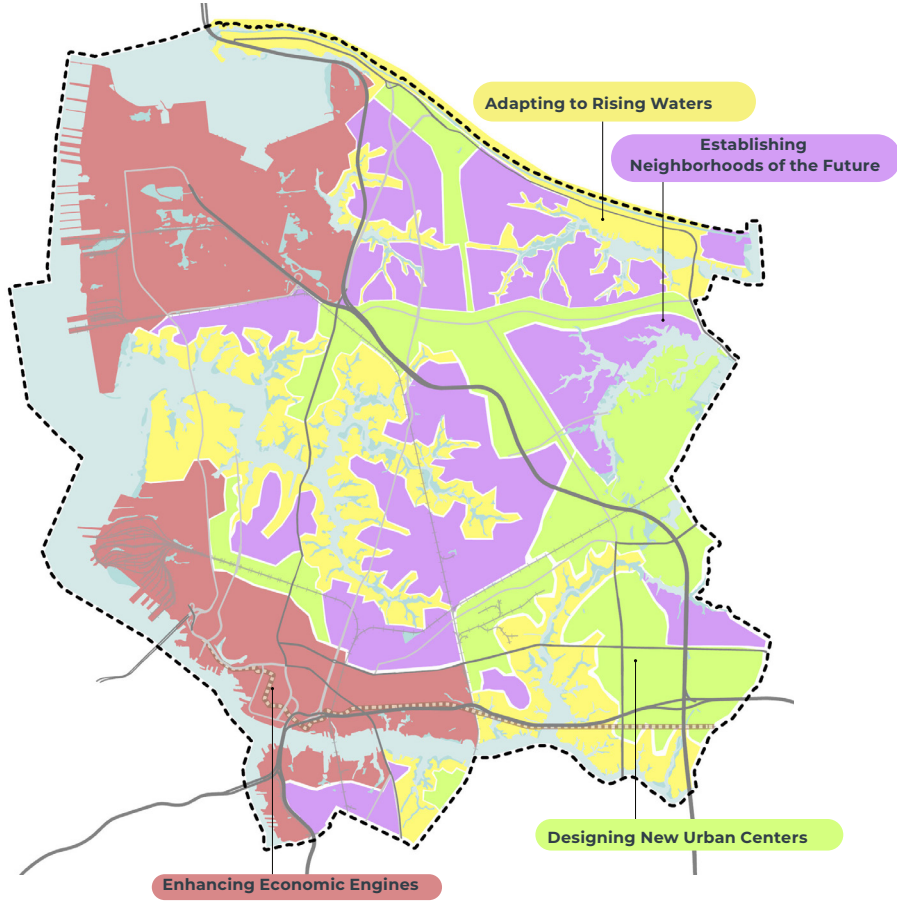 Adapting to Rising Waters
Establishing
Neighborhoods of the Future
Designing New Urban Centers
Enhancing Economic Engines